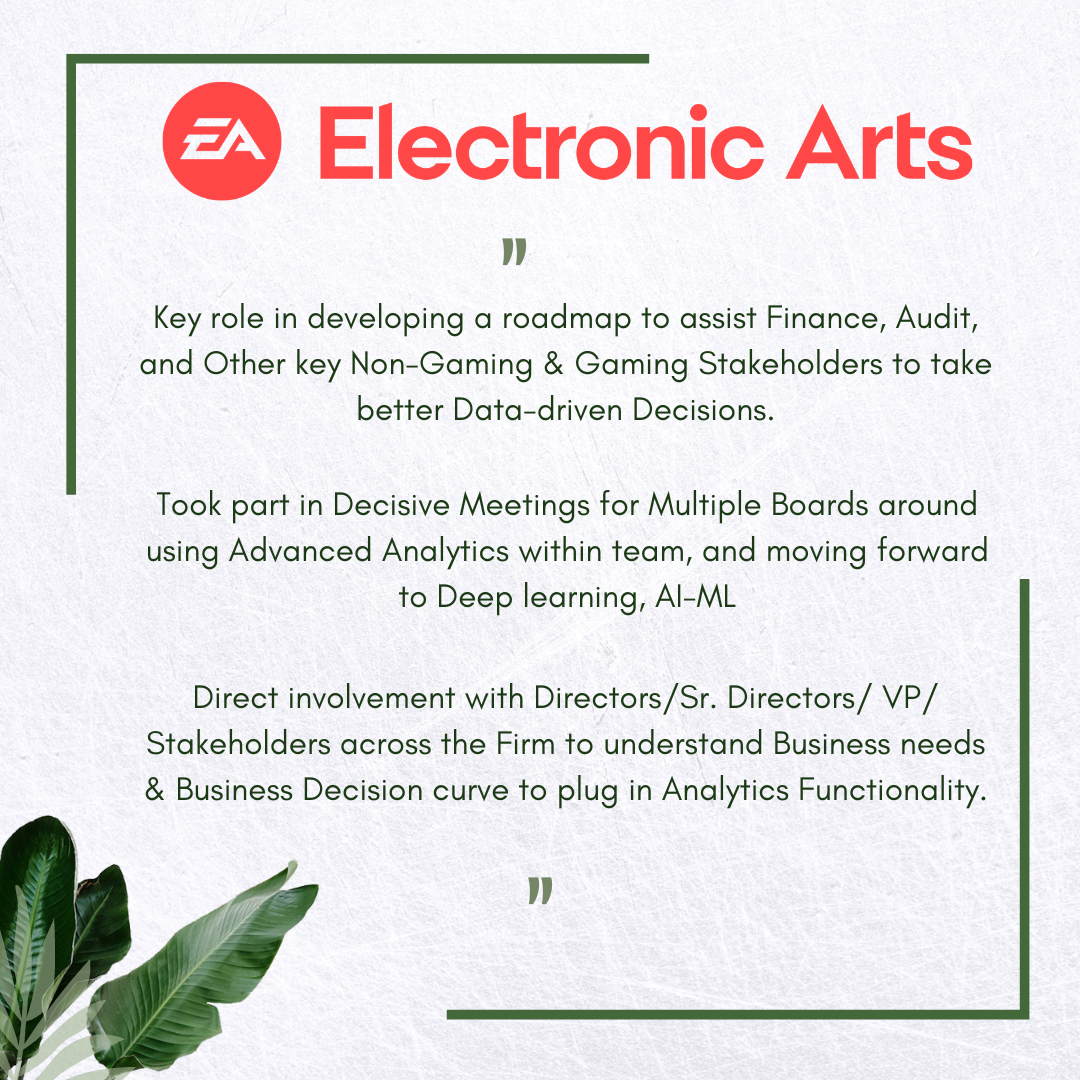 EA Electronic Arts
"
Key role in developing a roadmap to assist Finance, Audit,
and Other key Non-Gaming & Gaming Stakeholders to take
better Data-driven Decisions.
Took part in Decisive Meetings for Multiple Boards around
using Advanced Analytics within team, and moving forward
to Deep learning, AI-ML
Direct involvement with Directors/Sr. Directors/ VP/
Stakeholders across the Firm to understand Business needs
& Business Decision curve to plug in Analytics Functionality.
"